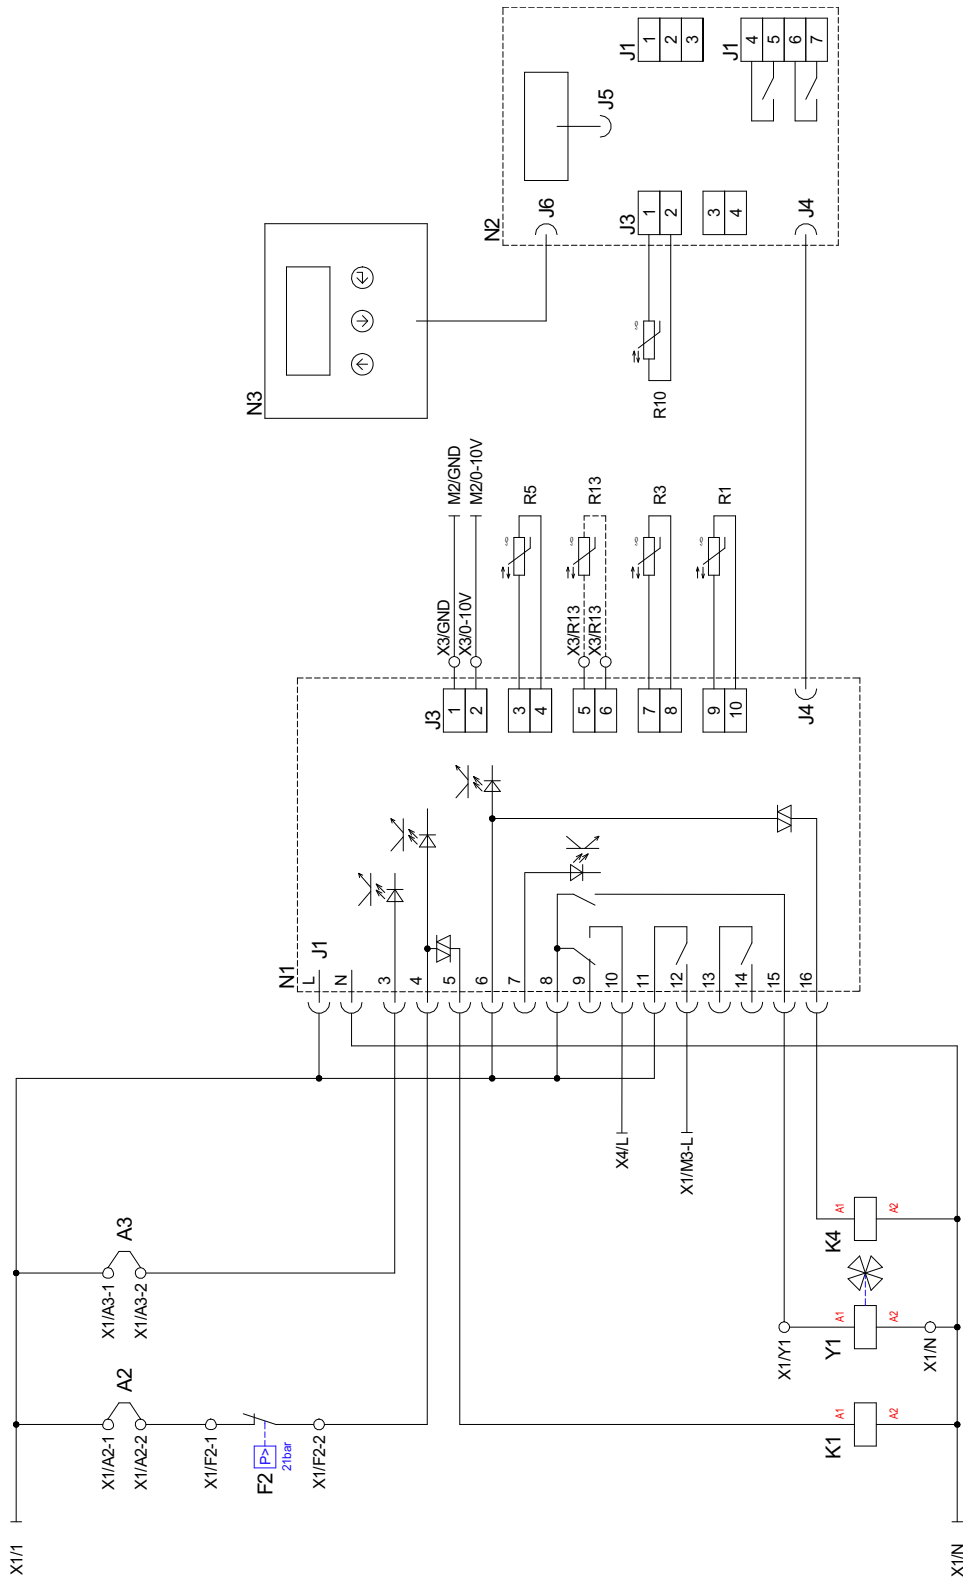 X1/1
X1/N
X1/A2-1
X1/A2-2
A2
X1/F2-1
F2
P>
21bar
X1/F2-2
X1/A3-1
X1/A3-2
A3
K1
A1
A2
X1/Y1
Y1
A1
A2
X1/N
K4
A1
A2
X4/L
X1/M3-L
N1
J1
L
N
3
4
5
6
7
8
9
10
11
12
13
14
15
16
J3
1
2
3
4
5
6
7
8
9
10
J4
X3/GND
X3/0-10V
M2/GND
M2/0-10V
R5
X3/R13
X3/R13
R13
R3
R1
N3
R10
N2
J6
J5
J3
1
2
3
4
J4
J1
1
2
3
J1
4
5
6
7